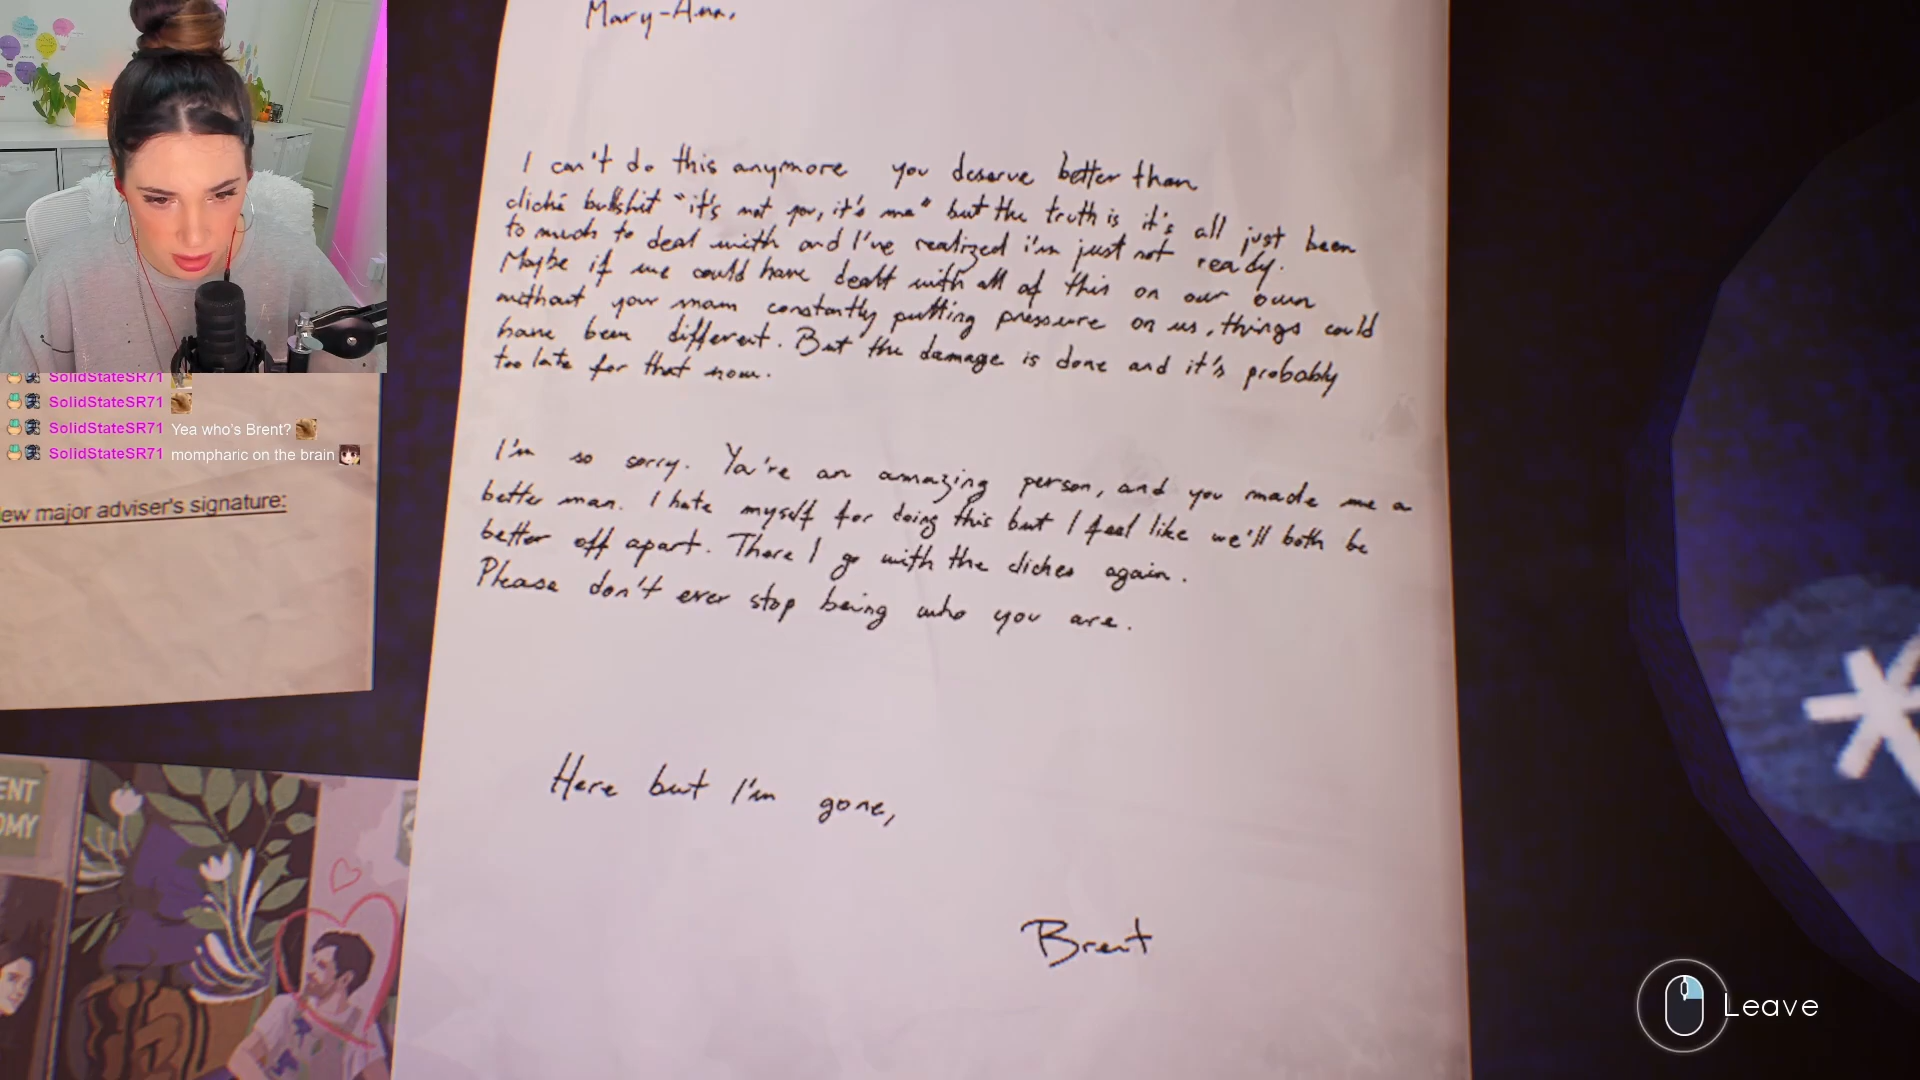 Mary-Ann,
I can't do this anymore you deserve better than
cliché bullshit "it's not you, it's me" but the truth is it's all just been
to much to deal with and I've realized i'm just not ready.
Maybe if we could have dealt with all of this on our own
without your mom constantly putting pressure on us, things could
have been different. But the damage is done and it's probably
too late for that now.
I'm so sorry. You're an amazing person, and you made me a
better man. I hate myself for doing this but I feel like we'll both be
better off apart. There I go with the cliches again.
Please don't ever stop being who you are.
Here but I'm gone,
Brent
SolidStateSR71
SolidStateSR71
SolidStateSR71 Yea who's Brent?
SolidStateSR71 mompharic on the brain
ew major adviser's signature:
ENT
OMY
Leave